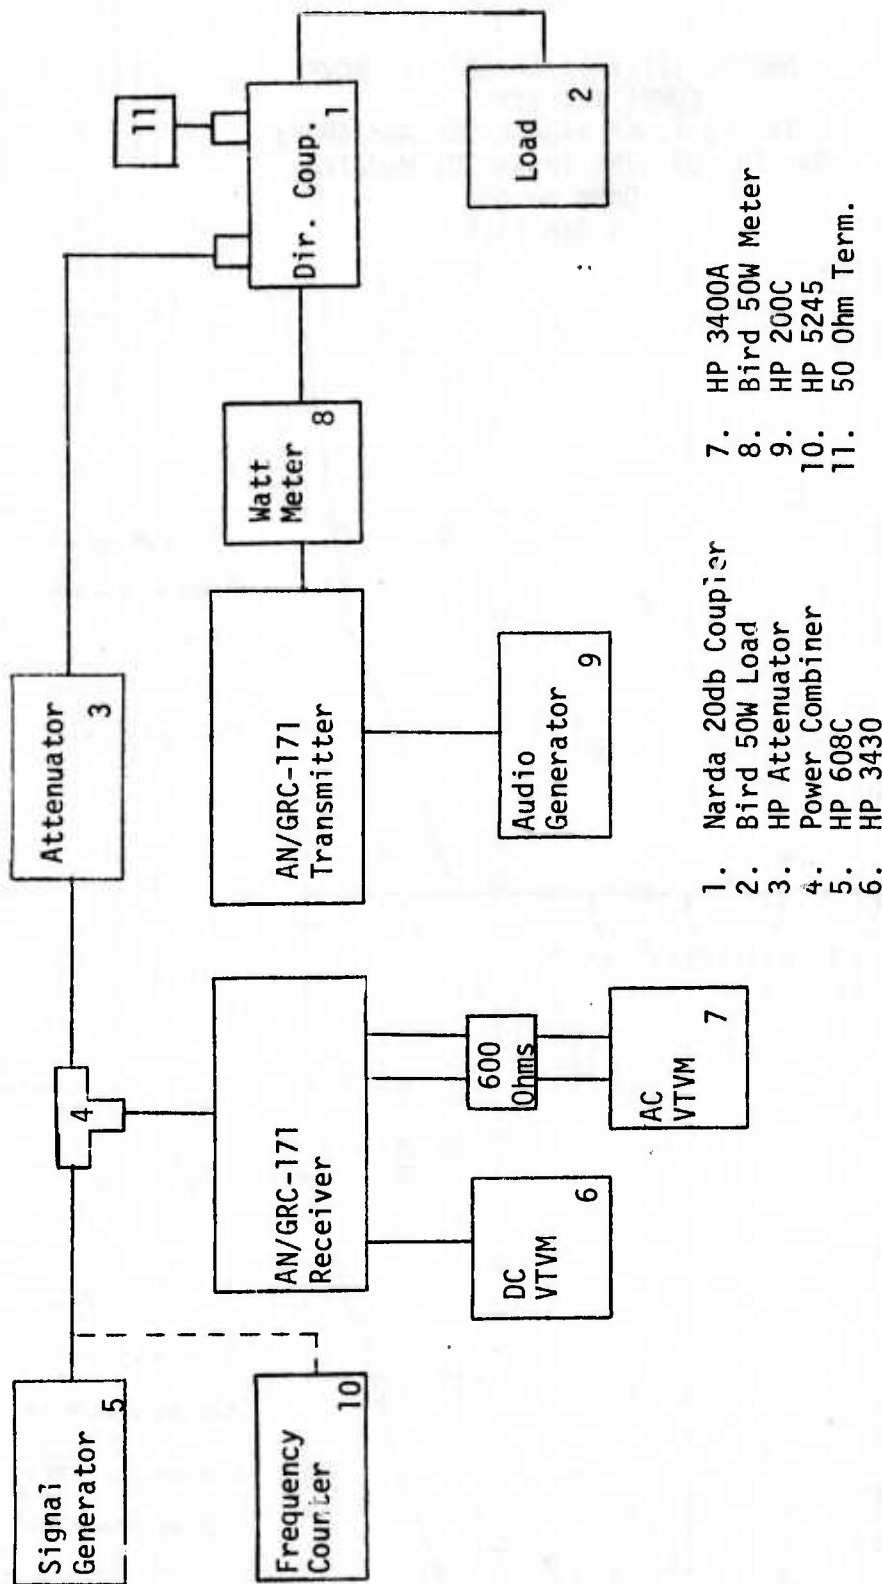 Signal
Generator
5
Frequency
Counter
10
4
AN/GRC-171
Receiver
DC
VTVM
6
600
Ohms
AC
VTVM
7
Attenuator
3
AN/GRC-171
Transmitter
Audio
Generator
9
Watt
Meter
8
11
Dir. Coup.
1
Load
2
1. Narda 20db Coupler
2. Bird 50W Load
3. HP Attenuator
4. Power Combiner
5. HP 608C
6. HP 3430
7. HP 3400A
8. Bird 50W Meter
9. HP 200C
10. HP 5245
11. 50 Ohm Term.